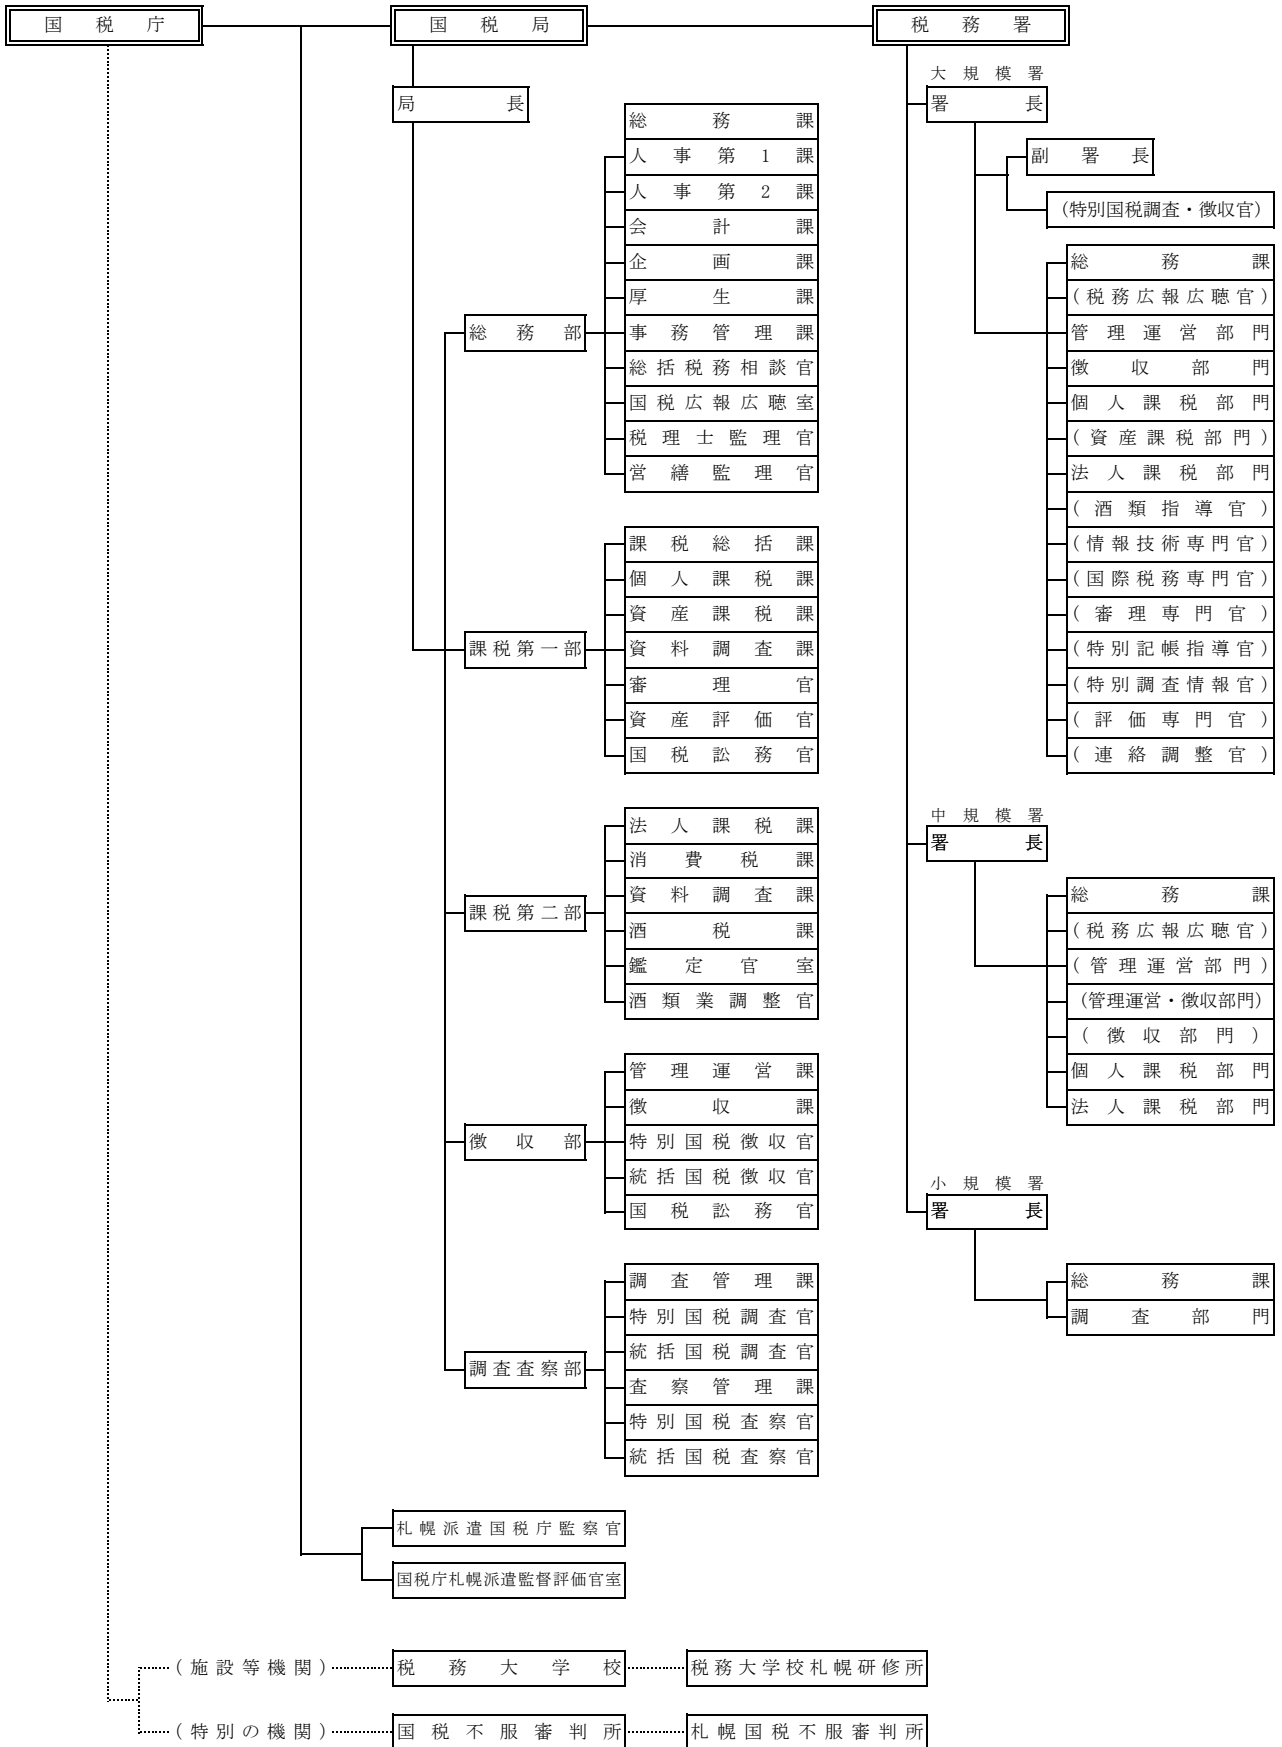 国税庁
国税局
税務署
局長
総務部
総務課
人事第1課
人事第2課
会計課
企画課
厚生課
事務管理課
総括税務相談官
国税広報広聴室
税理士監理官
営繕監理官
課税第一部
課税総括課
個人課税課
資産課税課
資料調査課
審理官
資産評価官
国税訟務官
課税第二部
法人課税課
消費税課
資料調査課
酒税課
鑑定官室
酒類業調整官
徴収部
管理運営課
徴収課
特別国税徴収官
統括国税徴収官
国税訟務官
調査査察部
調査管理課
特別国税調査官
統括国税調査官
査察管理課
特別国税査察官
統括国税査察官
大規模署
署長
副署長
(特別国税調査・徴収官)
総務課
(税務広報広聴官)
管理運営部門
徴収部門
個人課税部門
(資産課税部門)
法人課税部門
(酒類指導官)
(情報技術専門官)
(国際税務専門官)
(審理専門官)
(特別記帳指導官)
(特別調査情報官)
(評価専門官)
(連絡調整官)
中規模署
署長
総務課
(税務広報広聴官)
(管理運営部門)
(管理運営・徴収部門)
(徴収部門)
個人課税部門
法人課税部門
小規模署
署長
総務課
調査部門
札幌派遣国税庁監察官
国税庁札幌派遣監督評価官室
(施設等機関)
税務大学校
税務大学校札幌研修所
(特別の機関)
国税不服審判所
札幌国税不服審判所